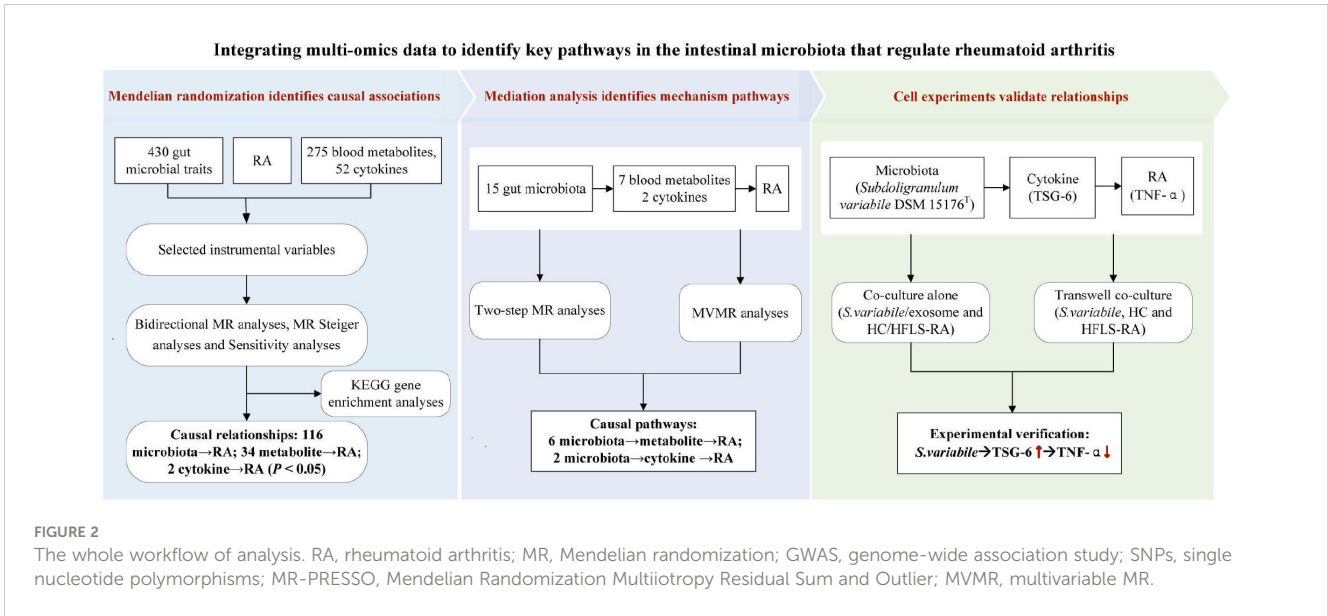 Integrating multi-omics data to identify key pathways in the intestinal microbiota that regulate rheumatoid arthritis
Mendelian randomization identifies causal associations
430 gut
microbial traits
RA
275 blood metabolites,
52 cytokines
Selected instrumental variables
Bidirectional MR analyses, MR Steiger
analyses and Sensitivity analyses
KEGG gene
enrichment analyses
Causal relationships: 116
microbiota→RA; 34 metabolite→RA;
2 cytokine→RA (P < 0.05)
Mediation analysis identifies mechanism pathways
15 gut microbiota
7 blood metabolites
2 cytokines
RA
Two-step MR analyses
MVMR analyses
Causal pathways:
6 microbiota→metabolite→RA;
2 microbiota→cytokine →RA
Cell experiments validate relationships
Microbiota
(Subdoligranulum
variabile DSM 15176ᵀ)
Cytokine
(TSG-6)
RA
(TNF-α)
Co-culture alone
(S.variabile/exosome and
HC/HFLS-RA)
Transwell co-culture
(S.variabile, HC and
HFLS-RA)
Experimental verification:
S.variabile→TSG-6↑→TNF-α↓
FIGURE 2
The whole workflow of analysis. RA, rheumatoid arthritis; MR, Mendelian randomization; GWAS, genome-wide association study; SNPs, single
nucleotide polymorphisms; MR-PRESSO, Mendelian Randomization Multiiotropy Residual Sum and Outlier; MVMR, multivariable MR.